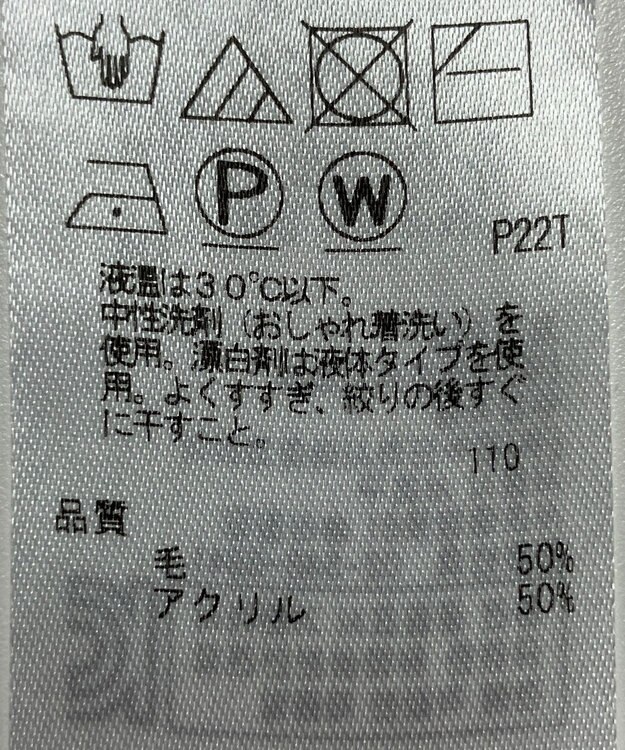 P
W
P22T
液温は30℃以下。
中性洗剤（おしゃれ着洗い）を
使用。漂白剤は液体タイプを使
用。よくすすぎ、絞りの後すぐ
に干すこと。
110
品質
毛 50%
アクリル 50%